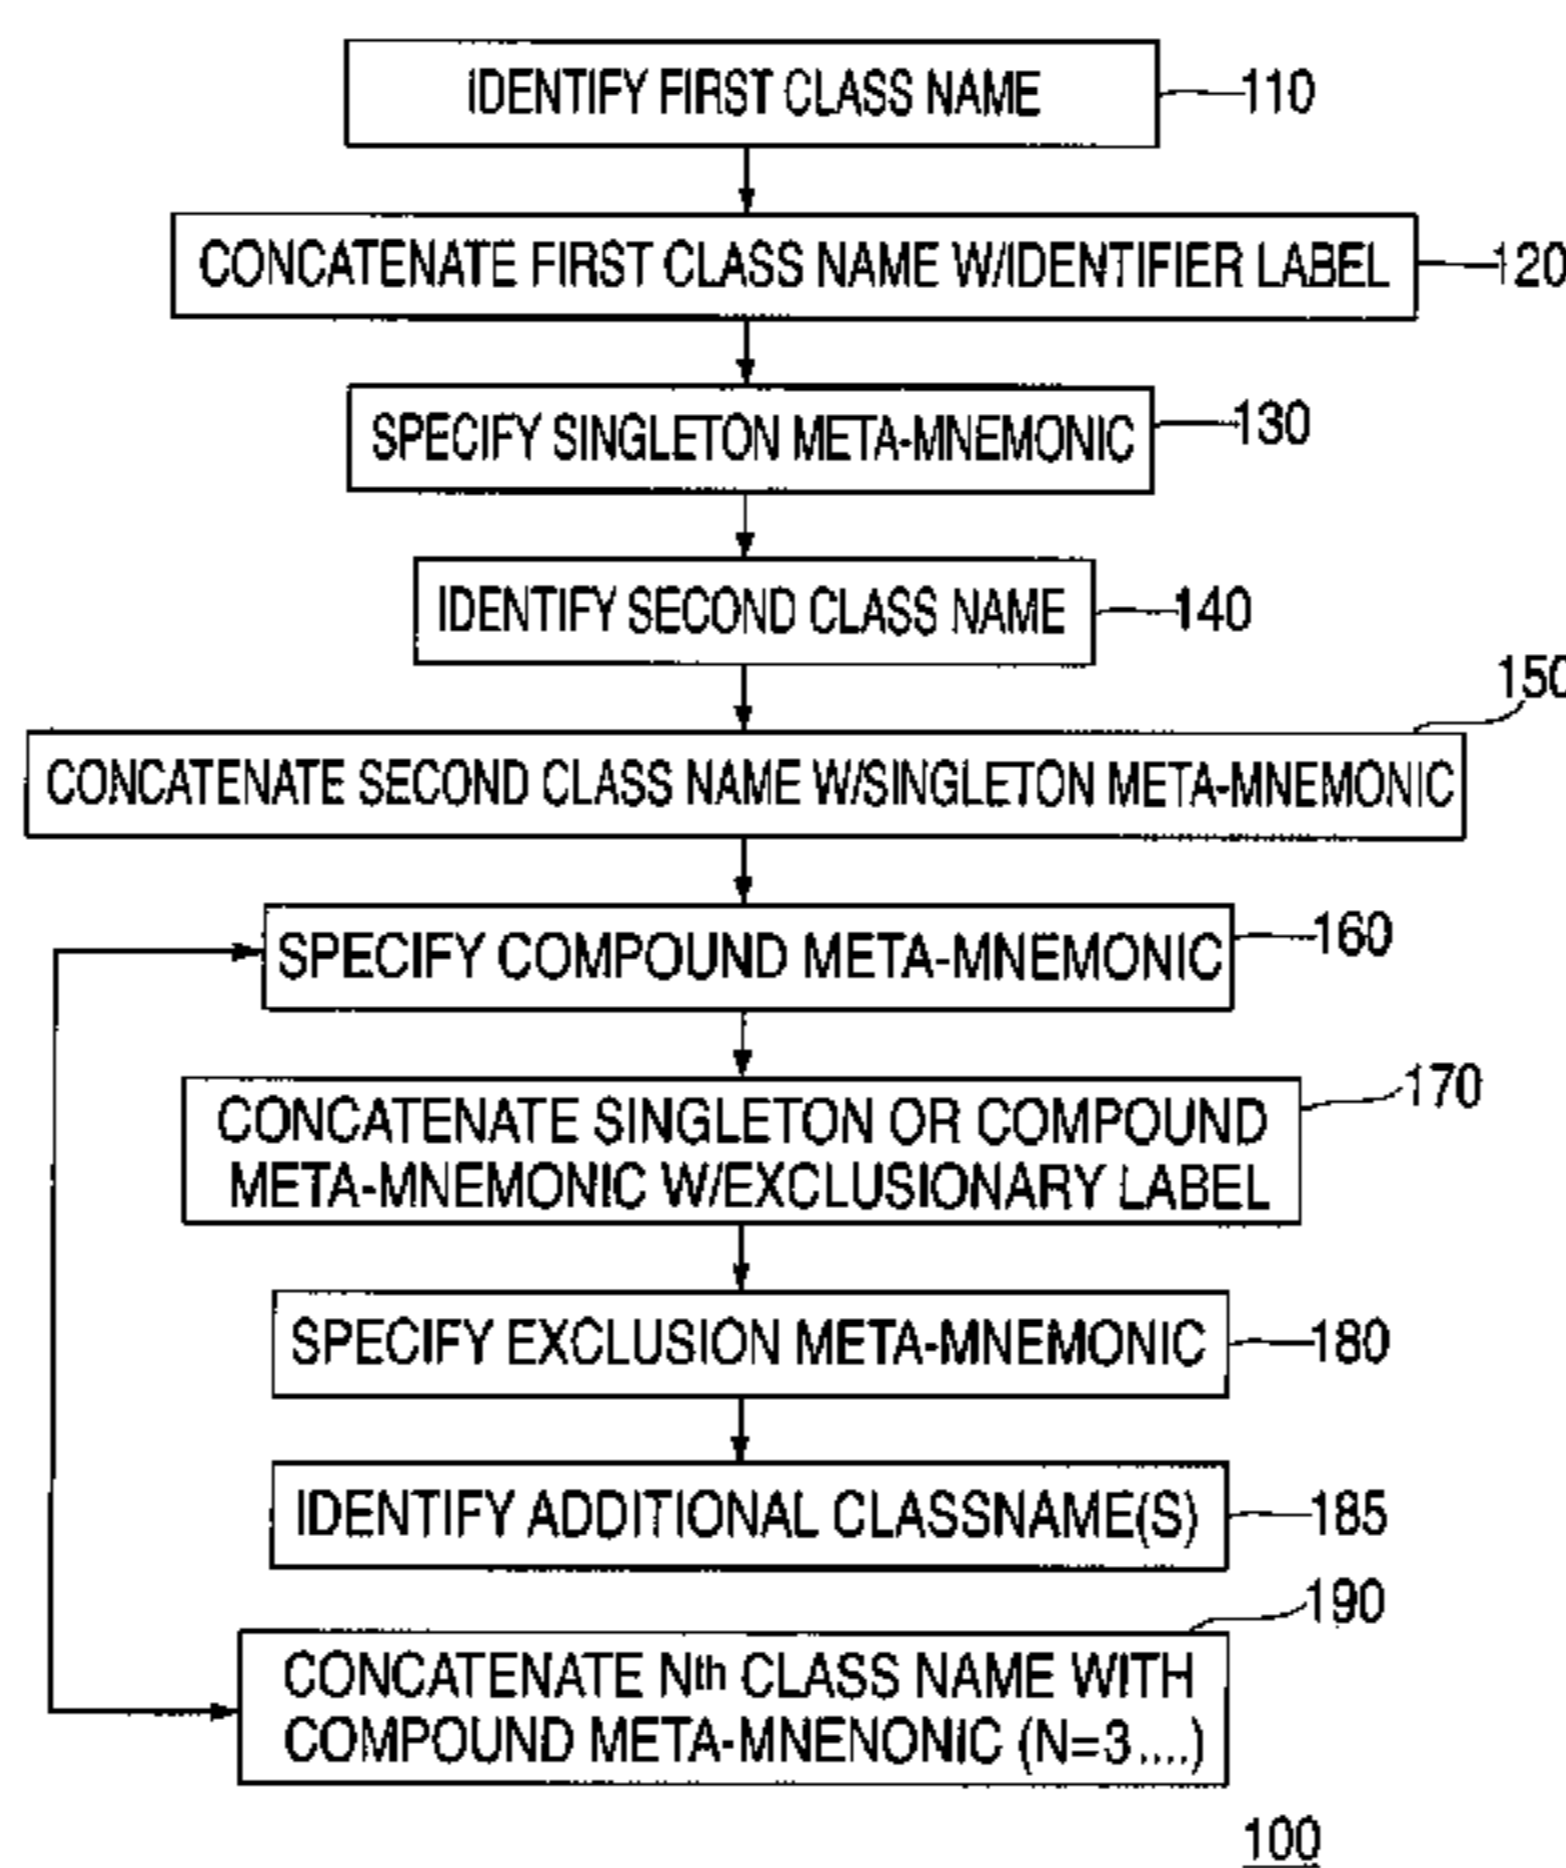 IDENTIFY FIRST CLASS NAME
110
CONCATENATE FIRST CLASS NAME W/IDENTIFIER LABEL
120
SPECIFY SINGLETON META-MNEMONIC
130
IDENTIFY SECOND CLASS NAME
140
150
CONCATENATE SECOND CLASS NAME W/SINGLETON META-MNEMONIC
SPECIFY COMPOUND META-MNEMONIC
160
CONCATENATE SINGLETON OR COMPOUND
META-MNEMONIC W/EXCLUSIONARY LABEL
170
SPECIFY EXCLUSION META-MNEMONIC
180
IDENTIFY ADDITIONAL CLASSNAME(S)
185
190
CONCATENATE Nth CLASS NAME WITH
COMPOUND META-MNENONIC (N=3....)
100